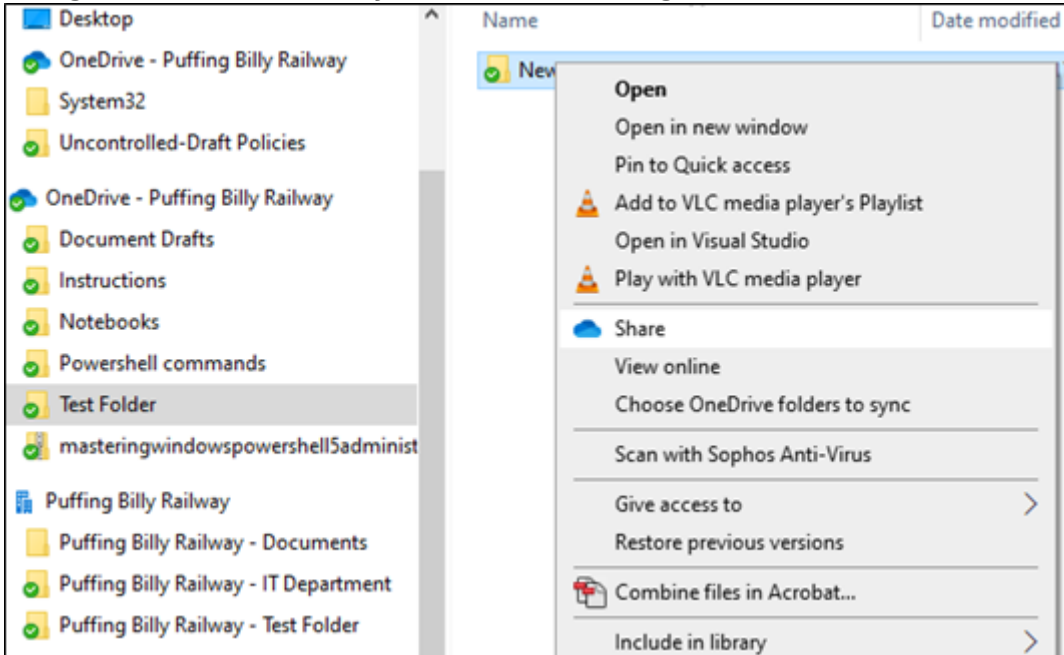 Desktop
OneDrive - Puffing Billy Railway
System32
Uncontrolled-Draft Policies
OneDrive - Puffing Billy Railway
Document Drafts
Instructions
Notebooks
Powershell commands
Test Folder
masteringwindowspowershell5administ
Puffing Billy Railway
Puffing Billy Railway - Documents
Puffing Billy Railway - IT Department
Puffing Billy Railway - Test Folder
Name
Date modified
New
Open
Open in new window
Pin to Quick access
Add to VLC media player's Playlist
Open in Visual Studio
Play with VLC media player
Share
View online
Choose OneDrive folders to sync
Scan with Sophos Anti-Virus
Give access to
Restore previous versions
Combine files in Acrobat...
Include in library